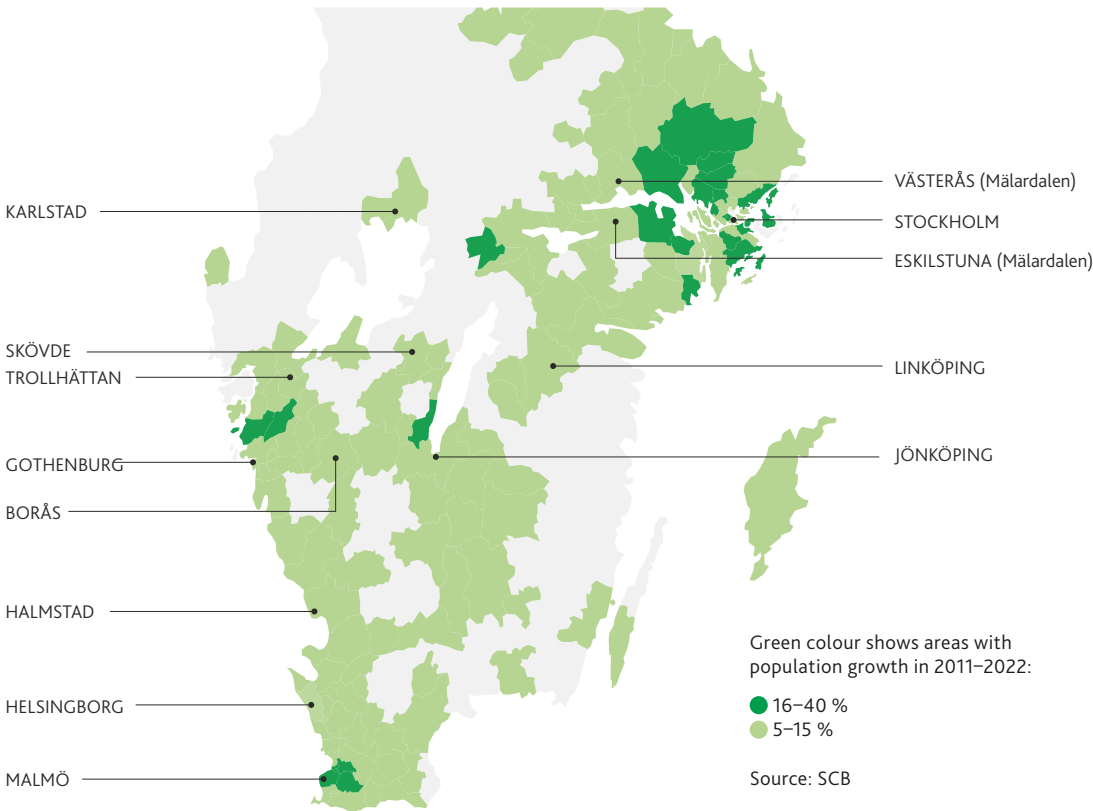 KARLSTAD
SKÖVDE
TROLLHÄTTAN
GOTHENBURG
BORÅS
HALMSTAD
HELSINGBORG
MALMÖ
VÄSTERÅS (Mälardalen)
STOCKHOLM
ESKILSTUNA (Mälardalen)
LINKÖPING
JÖNKÖPING
Green colour shows areas with
population growth in 2011–2022:
16–40 %
5–15 %
Source: SCB